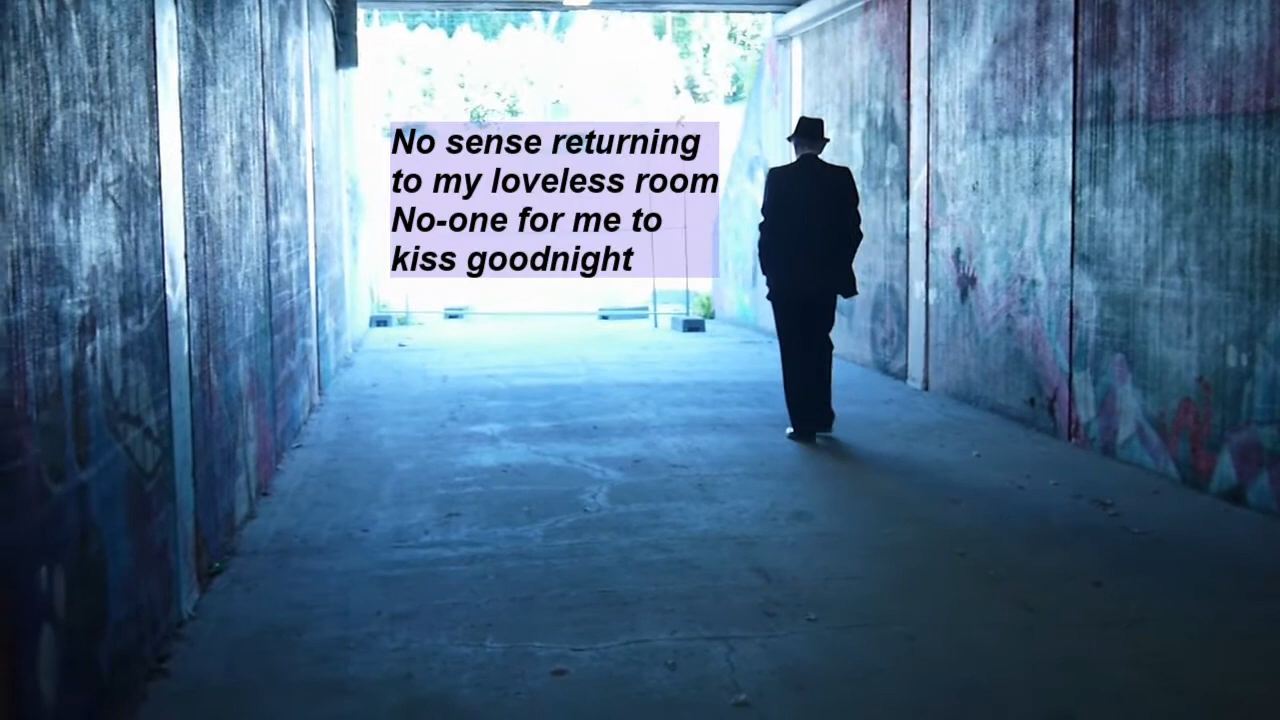 No sense returning
to my loveless room
No-one for me to
kiss goodnight